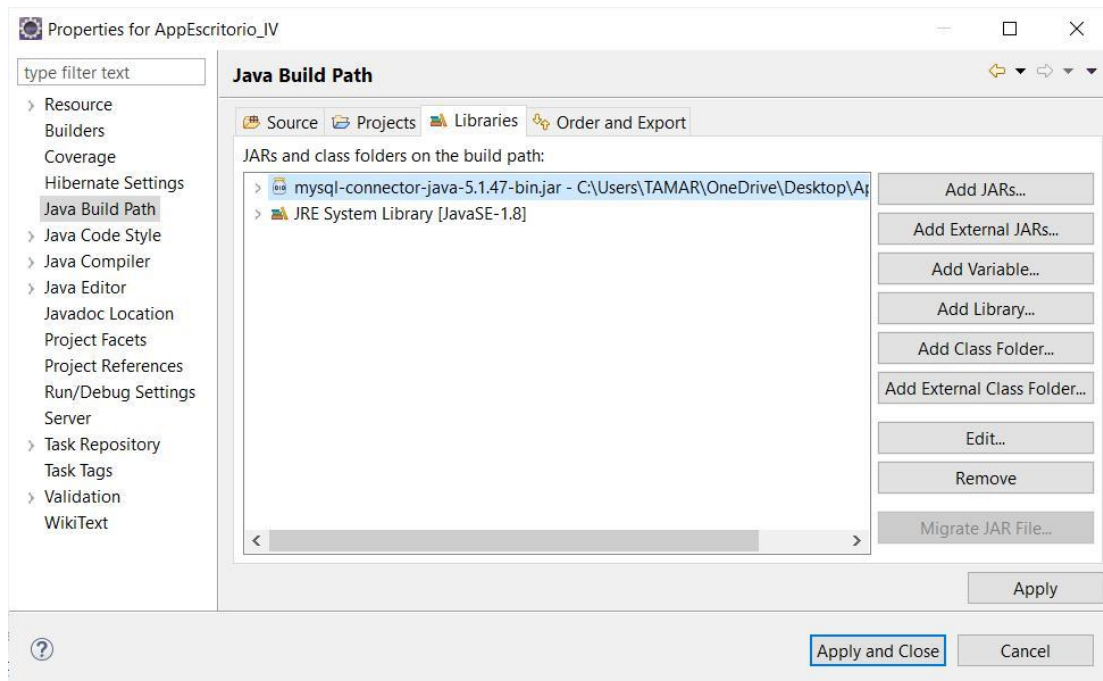 Properties for AppEscritorio_IV
type filter text
Resource
Builders
Coverage
Hibernate Settings
Java Build Path
Java Code Style
Java Compiler
Java Editor
Javadoc Location
Project Facets
Project References
Run/Debug Settings
Server
Task Repository
Task Tags
Validation
WikiText
Java Build Path
Source Projects Libraries Order and Export
JARs and class folders on the build path:
mysql-connector-java-5.1.47-bin.jar - C:\Users\TAMAR\OneDrive\Desktop\Ap
JRE System Library [JavaSE-1.8]
Add JARs...
Add External JARs...
Add Variable...
Add Library...
Add Class Folder...
Add External Class Folder...
Edit...
Remove
Migrate JAR File...
Apply
Apply and Close Cancel